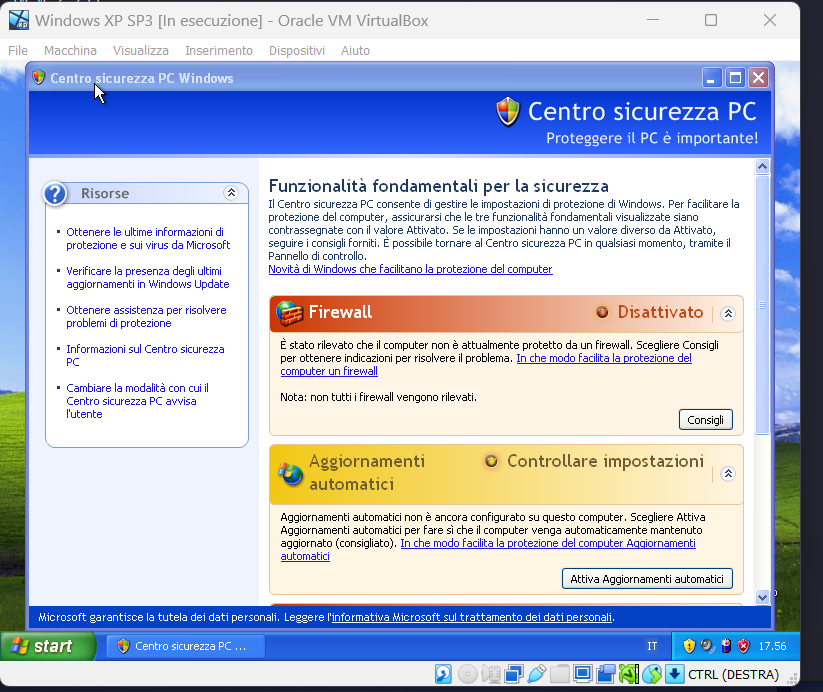 Windows XP SP3 [In esecuzione] - Oracle VM VirtualBox
File Macchina Visualizza Inserimento Dispositivi Aiuto
Centro sicurezza PC Windows
Centro sicurezza PC
Proteggere il PC è importante!
Risorse
Ottenere le ultime informazioni di
protezione e sui virus da Microsoft
Verificare la presenza degli ultimi
aggiornamenti in Windows Update
Ottenere assistenza per risolvere
problemi di protezione
Informazioni sul Centro sicurezza
PC
Cambiare la modalità con cui il
Centro sicurezza PC avvisa
l'utente
Funzionalità fondamentali per la sicurezza
Il Centro sicurezza PC consente di gestire le impostazioni di protezione di Windows. Per facilitare la
protezione del computer, assicurarsi che le tre funzionalità fondamentali visualizzate siano
contrassegnate con il valore Attivato. Se le impostazioni hanno un valore diverso da Attivato,
seguire i consigli forniti. È possibile tornare al Centro sicurezza PC in qualsiasi momento, tramite il
Pannello di controllo.
Novità di Windows che facilitano la protezione del computer
Firewall Disattivato
È stato rilevato che il computer non è attualmente protetto da un firewall. Scegliere Consigli
per ottenere indicazioni per risolvere il problema. In che modo facilita la protezione del
computer un firewall
Nota: non tutti i firewall vengono rilevati.
Consigli
Aggiornamenti
automatici
Controllare impostazioni
Aggiornamenti automatici non è ancora configurato su questo computer. Scegliere Attiva
Aggiornamenti automatici per fare sì che il computer venga automaticamente mantenuto
aggiornato (consigliato). In che modo facilita la protezione del computer Aggiornamenti
automatici
Attiva Aggiornamenti automatici
Microsoft garantisce la tutela dei dati personali. Leggere l'informativa Microsoft sul trattamento dei dati personali.
start
Centro sicurezza PC ...
IT
17.56
CTRL (DESTRA)